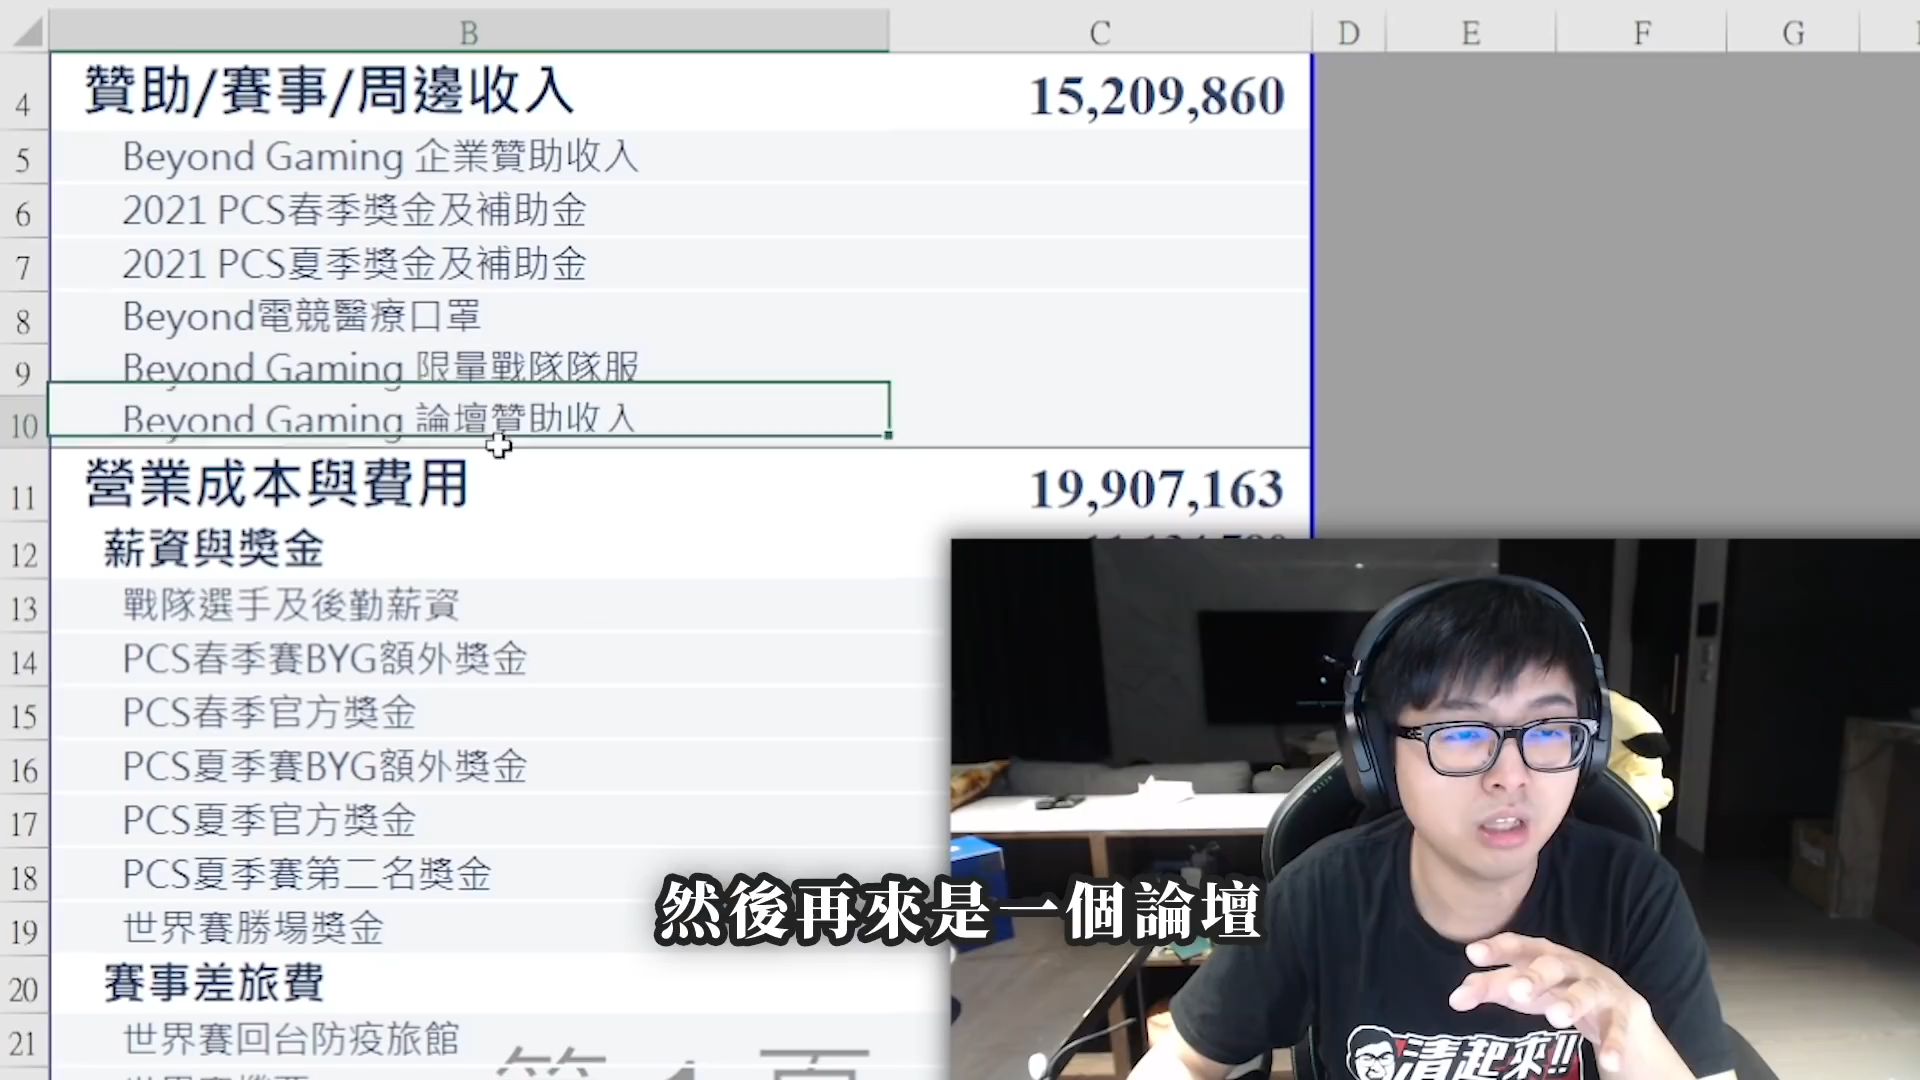 B C D E F G
4 贊助/賽事/周邊收入 15,209,860
5 Beyond Gaming 企業贊助收入
6 2021 PCS春季獎金及補助金
7 2021 PCS夏季獎金及補助金
8 Beyond電競醫療口罩
9 Beyond Gaming 限量戰隊隊服
10 Beyond Gaming 論壇贊助收入
11 營業成本與費用 19,907,163
12 薪資與獎金
13 戰隊選手及後勤薪資
14 PCS春季賽BYG額外獎金
15 PCS春季官方獎金
16 PCS夏季賽BYG額外獎金
17 PCS夏季官方獎金
18 PCS夏季賽第二名獎金
19 世界賽勝場獎金
20 賽事差旅費
21 世界賽回台防疫旅館
然後再來是一個論壇
清起來!!